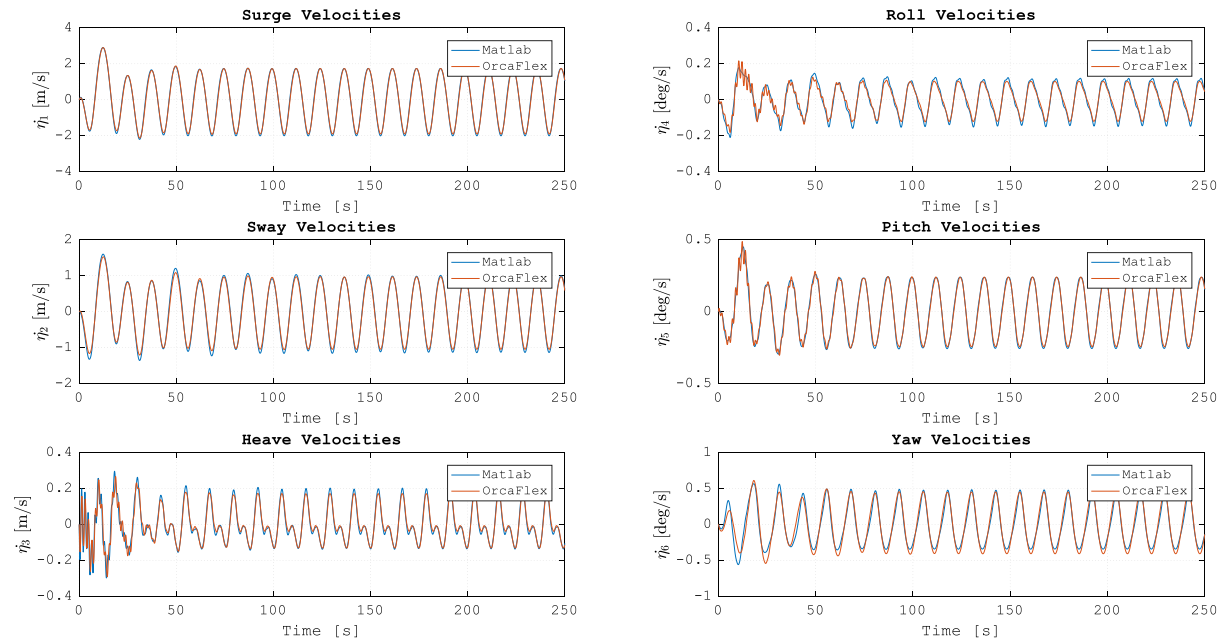 Surge Velocities
4
2
0
-2
-4
η̇₁ [m/s]
Matlab
OrcaFlex
0 50 100 150 200 250
Time [s]
Roll Velocities
0.4
0.2
0
-0.2
-0.4
η̇₄ [deg/s]
Matlab
OrcaFlex
0 50 100 150 200 250
Time [s]
Sway Velocities
2
1
0
-1
-2
η̇₂ [m/s]
Matlab
OrcaFlex
0 50 100 150 200 250
Time [s]
Pitch Velocities
0.5
0
-0.5
η̇₅ [deg/s]
Matlab
OrcaFlex
0 50 100 150 200 250
Time [s]
Heave Velocities
0.4
0.2
0
-0.2
-0.4
η̇₃ [m/s]
Matlab
OrcaFlex
0 50 100 150 200 250
Time [s]
Yaw Velocities
1
0.5
0
-0.5
-1
η̇₆ [deg/s]
Matlab
OrcaFlex
0 50 100 150 200 250
Time [s]